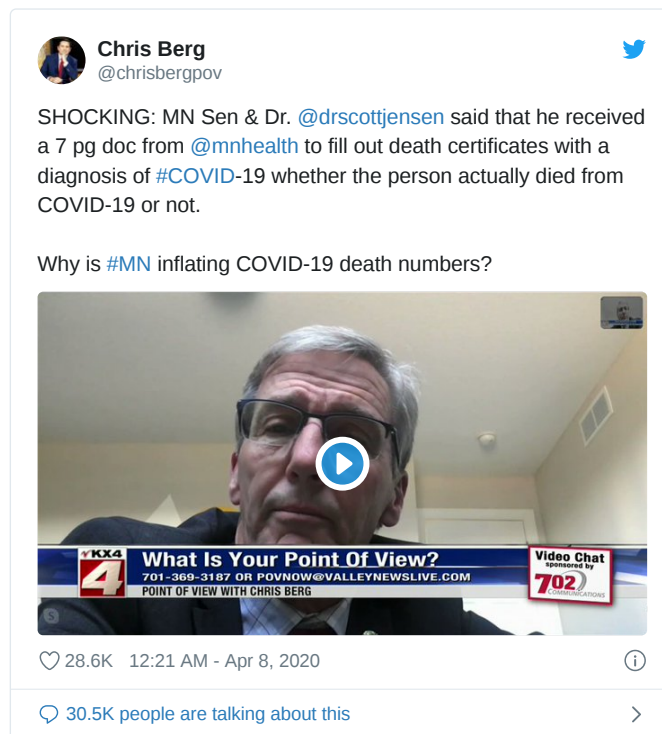 Chris Berg
@chrisbergpov
SHOCKING: MN Sen & Dr. @drscottjensen said that he received
a 7 pg doc from @mnhealth to fill out death certificates with a
diagnosis of #COVID-19 whether the person actually died from
COVID-19 or not.
Why is #MN inflating COVID-19 death numbers?
KX4
4
What Is Your Point Of View?
701-369-3187 OR POVNOW@VALLEYNEWSLIVE.COM
POINT OF VIEW WITH CHRIS BERG
Video Chat
sponsored by
702
COMMUNICATIONS
28.6K 12:21 AM - Apr 8, 2020
30.5K people are talking about this